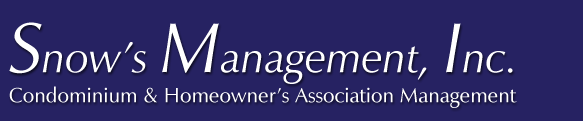 Snow's Management, Inc.
Condominium & Homeowner's Association Management